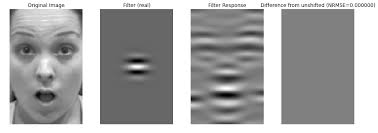 Original Image
Filter (real)
Filter Response
Difference from unshifted (NRMSE=0.000000)